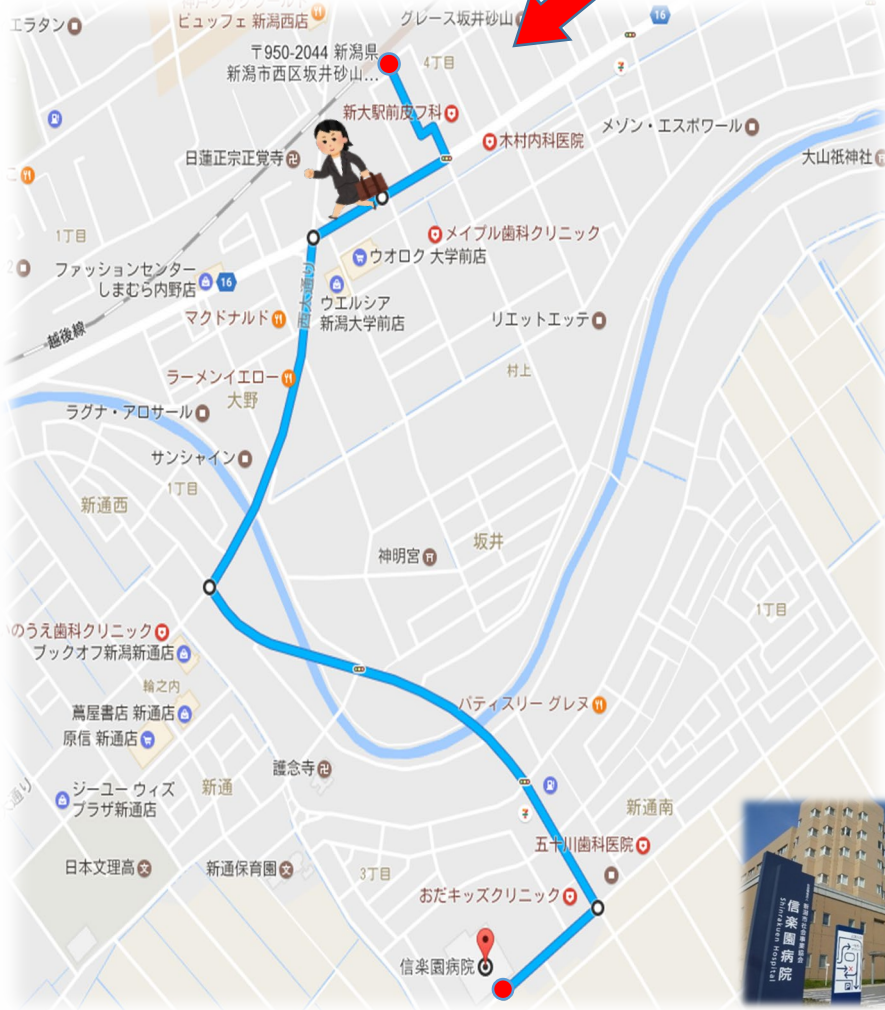 ビュッフェ 新潟西店
エラタン
グレース坂井砂山
16
〒950-2044 新潟県
新潟市西区坂井砂山...
4丁目
新大駅前皮フ科
木村内科医院
メゾン・エスポワール
日蓮正宗正覚寺
大山祇神社
1丁目
メイプル歯科クリニック
ウオロク 大学前店
ファッションセンター
しまむら内野店
16
西大通り
ウエルシア
新潟大学前店
マクドナルド
リエットエッテ
越後線
ラーメンイエロー
大野
村上
ラグナ・アロサール
サンシャイン
1丁目
新通西
坂井
神明宮
1丁目
のうえ歯科クリニック
ブックオフ新潟新通店
輪之内
蔦屋書店 新通店
原信 新通店
パティスリー グレヌ
護念寺
ジーユー ウィズ
プラザ新通店
新通
新通南
五十川歯科医院
日本文理高
新通保育園
3丁目
おだキッズクリニック
信楽園病院
信楽園病院
Shinrakuen Hospital